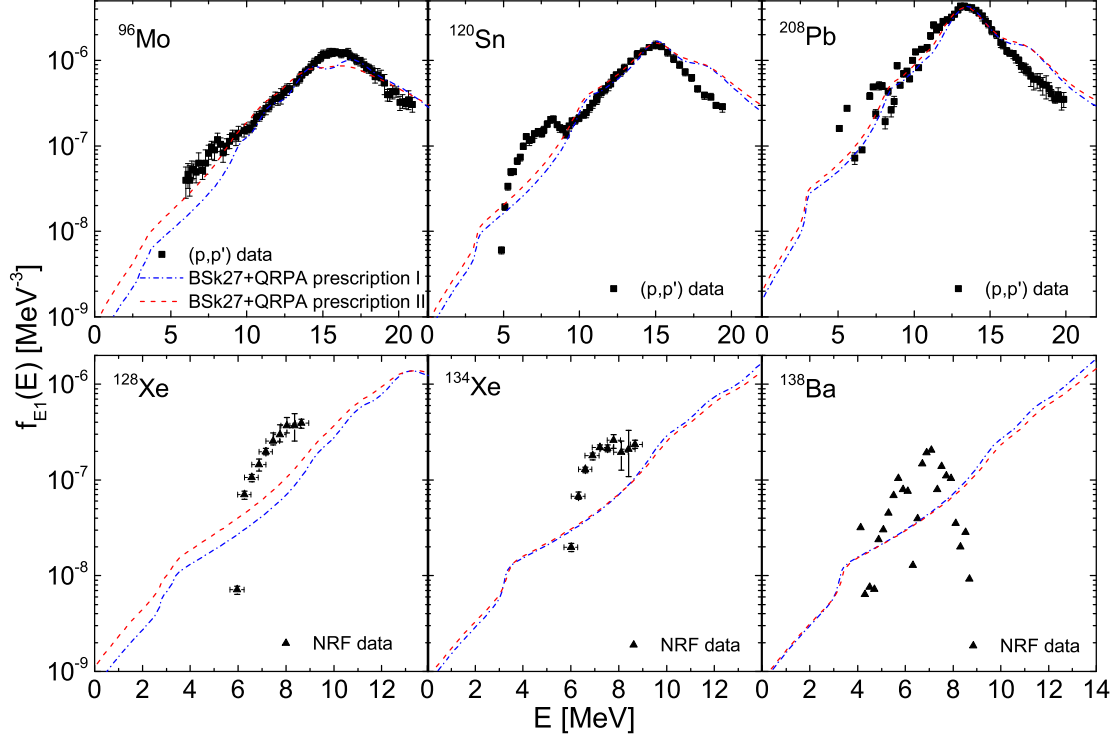 ⁹⁶Mo
¹²⁰Sn
²⁰⁸Pb
10⁻⁶
10⁻⁷
10⁻⁸
10⁻⁹
(p,p') data
BSk27+QRPA prescription I
BSk27+QRPA prescription II
(p,p') data
(p,p') data
0 5 10 15 20 0 5 10 15 20 0 5 10 15 20
f_E1(E) [MeV⁻³]
¹²⁸Xe
¹³⁴Xe
¹³⁸Ba
10⁻⁶
10⁻⁷
10⁻⁸
10⁻⁹
NRF data
NRF data
NRF data
0 2 4 6 8 10 12 0 2 4 6 8 10 12 0 2 4 6 8 10 12 14
E [MeV]